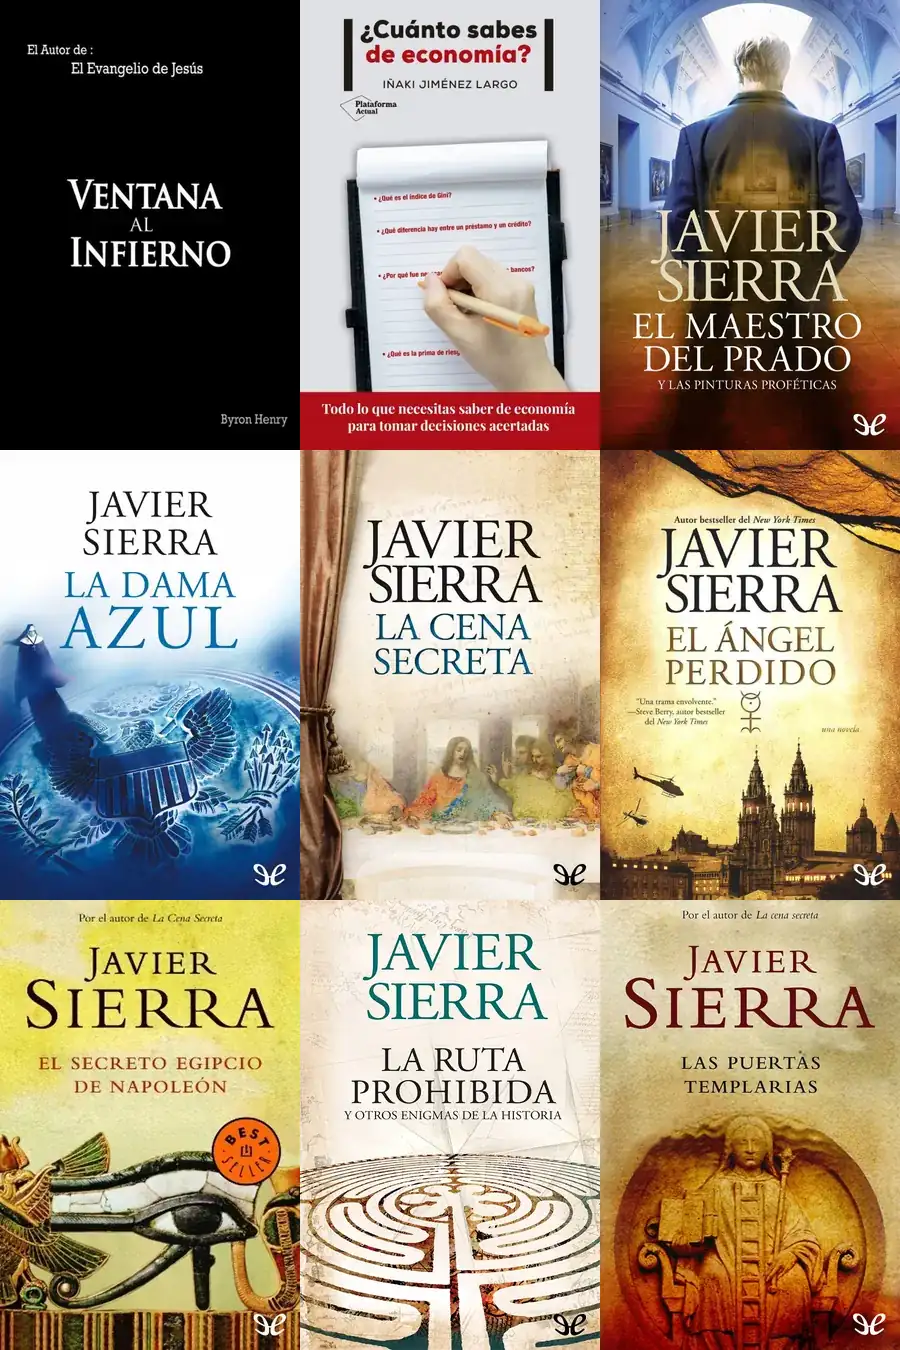 El Autor de :
El Evangelio de Jesús
VENTANA
AL
INFIERNO
Byron Henry
¿Cuánto sabes
de economía?
IÑAKI JIMÉNEZ LARGO
Plataforma
Actual
• ¿Qué es el índice de Gini?
• ¿Qué diferencia hay entre un préstamo y un crédito?
• ¿Por qué fue bancos?
• ¿Qué es la prima de
Todo lo que necesitas saber de economía
para tomar decisiones acertadas
JAVIER
SIERRA
EL MAESTRO
DEL PRADO
Y LAS PINTURAS PROFÉTICAS
JAVIER
SIERRA
LA DAMA
AZUL
JAVIER
SIERRA
LA CENA
SECRETA
Autor bestseller del New York Times
JAVIER
SIERRA
EL ÁNGEL
PERDIDO
"Una trama envolvente."
—Steve Berry, autor bestseller
del New York Times
una novela
Por el autor de La Cena Secreta
JAVIER
SIERRA
EL SECRETO EGIPCIO
DE NAPOLEÓN
BEST
SELLER
JAVIER
SIERRA
LA RUTA
PROHIBIDA
Y OTROS ENIGMAS DE LA HISTORIA
Por el autor de La cena secreta
JAVIER
SIERRA
LAS PUERTAS
TEMPLARIAS